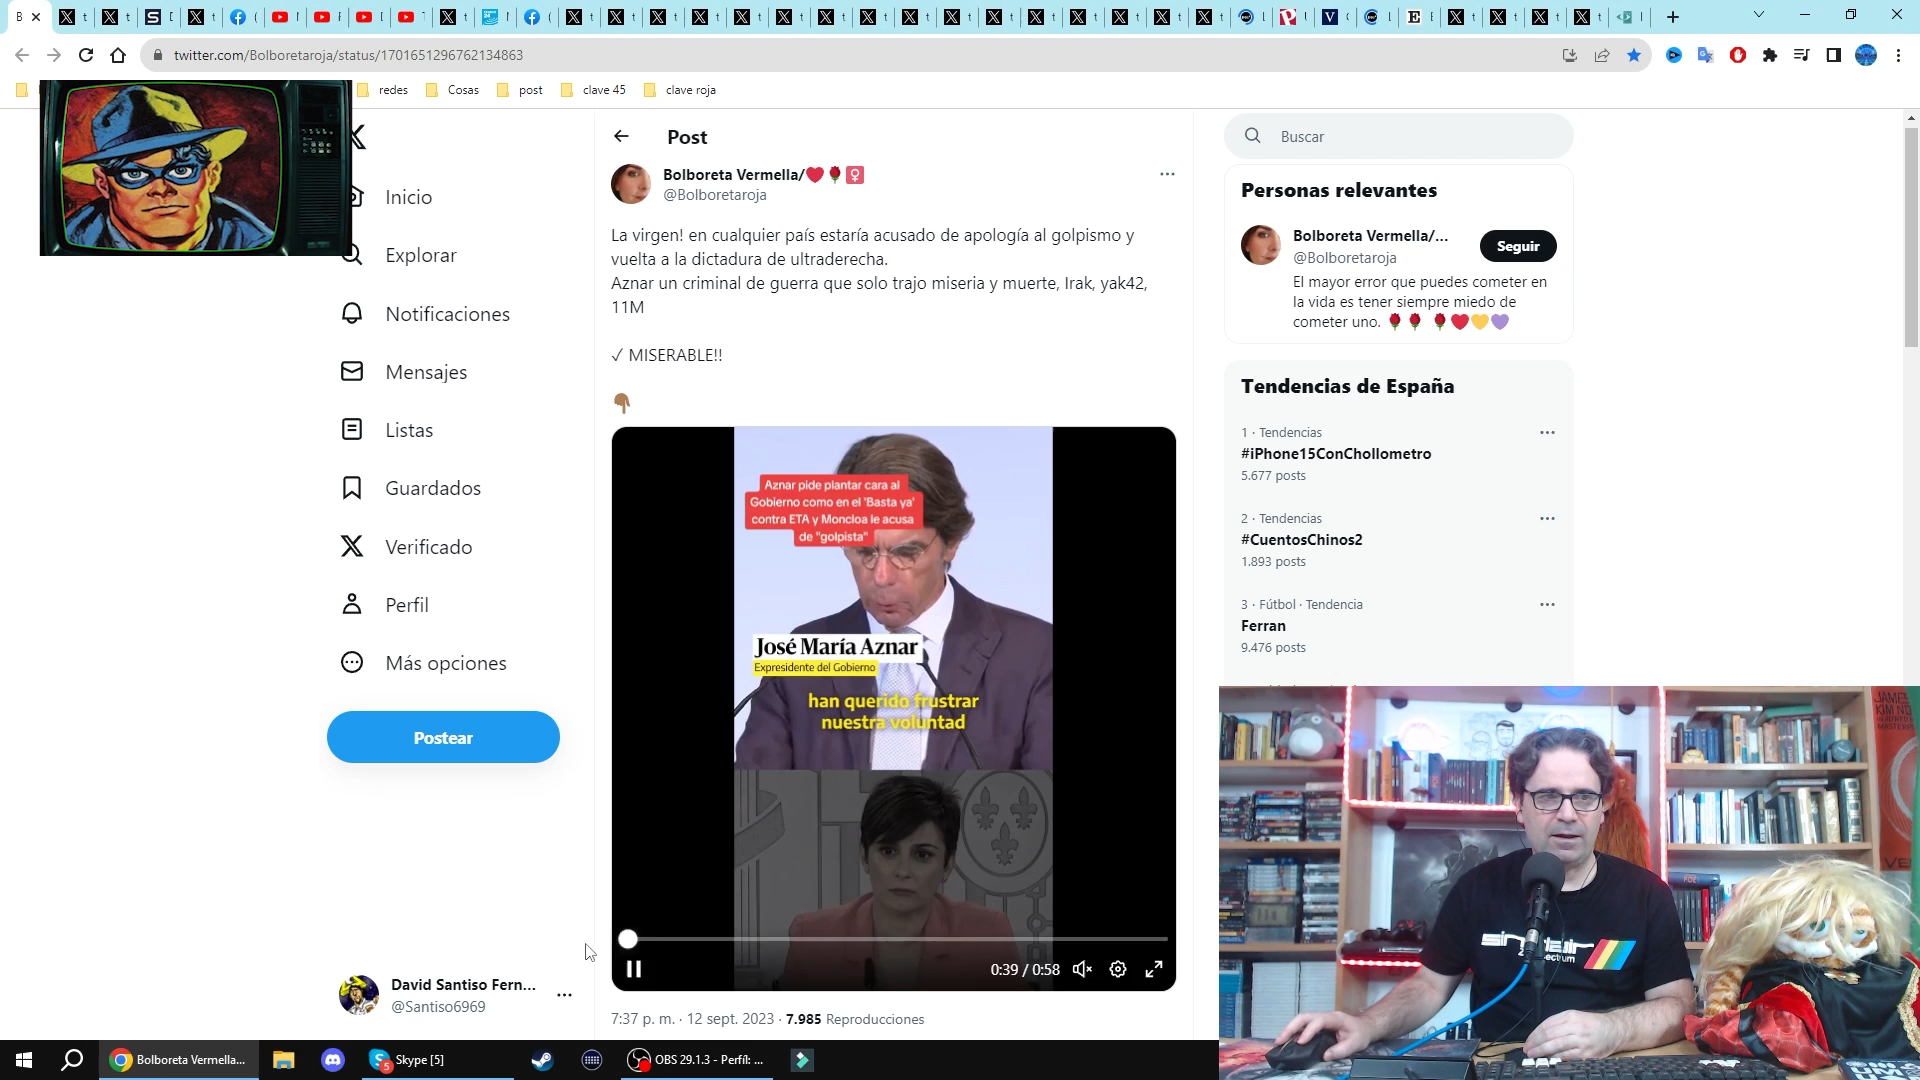 twitter.com/Bolboretaroja/status/1701651296762134863
redes
Cosas
post
clave 45
clave roja
Inicio
Explorar
Notificaciones
Mensajes
Listas
Guardados
Verificado
Perfil
Más opciones
Postear
David Santiso Fern...
@Santiso6969
Post
Bolboreta Vermella/
@Bolboretaroja
La virgen! en cualquier país estaría acusado de apología al golpismo y
vuelta a la dictadura de ultraderecha.
Aznar un criminal de guerra que solo trajo miseria y muerte, Irak, yak42,
11M
✓ MISERABLE!!
Aznar pide plantar cara al
Gobierno como en el 'Basta ya'
contra ETA y Moncloa le acusa
de "golpista"
José María Aznar
Expresidente del Gobierno
han querido frustrar
nuestra voluntad
0:39 / 0:58
7:37 p. m. · 12 sept. 2023 · 7.985 Reproducciones
Buscar
Personas relevantes
Bolboreta Vermella/...
@Bolboretaroja
Seguir
El mayor error que puedes cometer en
la vida es tener siempre miedo de
cometer uno.
Tendencias de España
1 · Tendencias
#iPhone15ConChollometro
5.677 posts
2 · Tendencias
#CuentosChinos2
1.893 posts
3 · Fútbol · Tendencia
Ferran
9.476 posts
sinclair
Bolboreta Vermella...
Skype [5]
OBS 29.1.3 - Perfil: ...